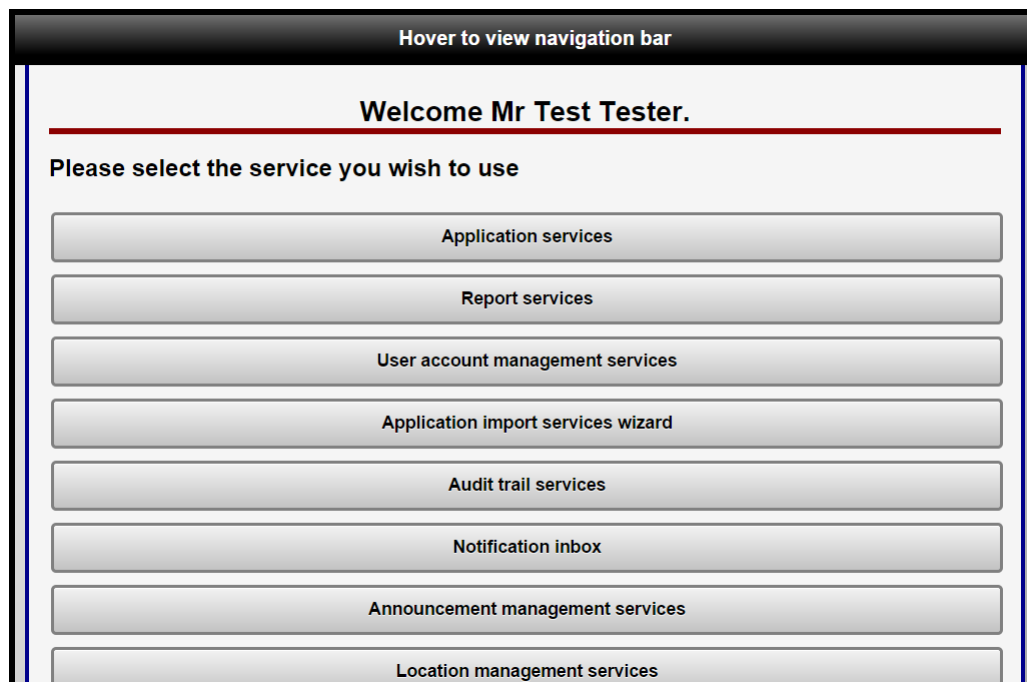 Hover to view navigation bar
Welcome Mr Test Tester.
Please select the service you wish to use
Application services
Report services
User account management services
Application import services wizard
Audit trail services
Notification inbox
Announcement management services
Location management services